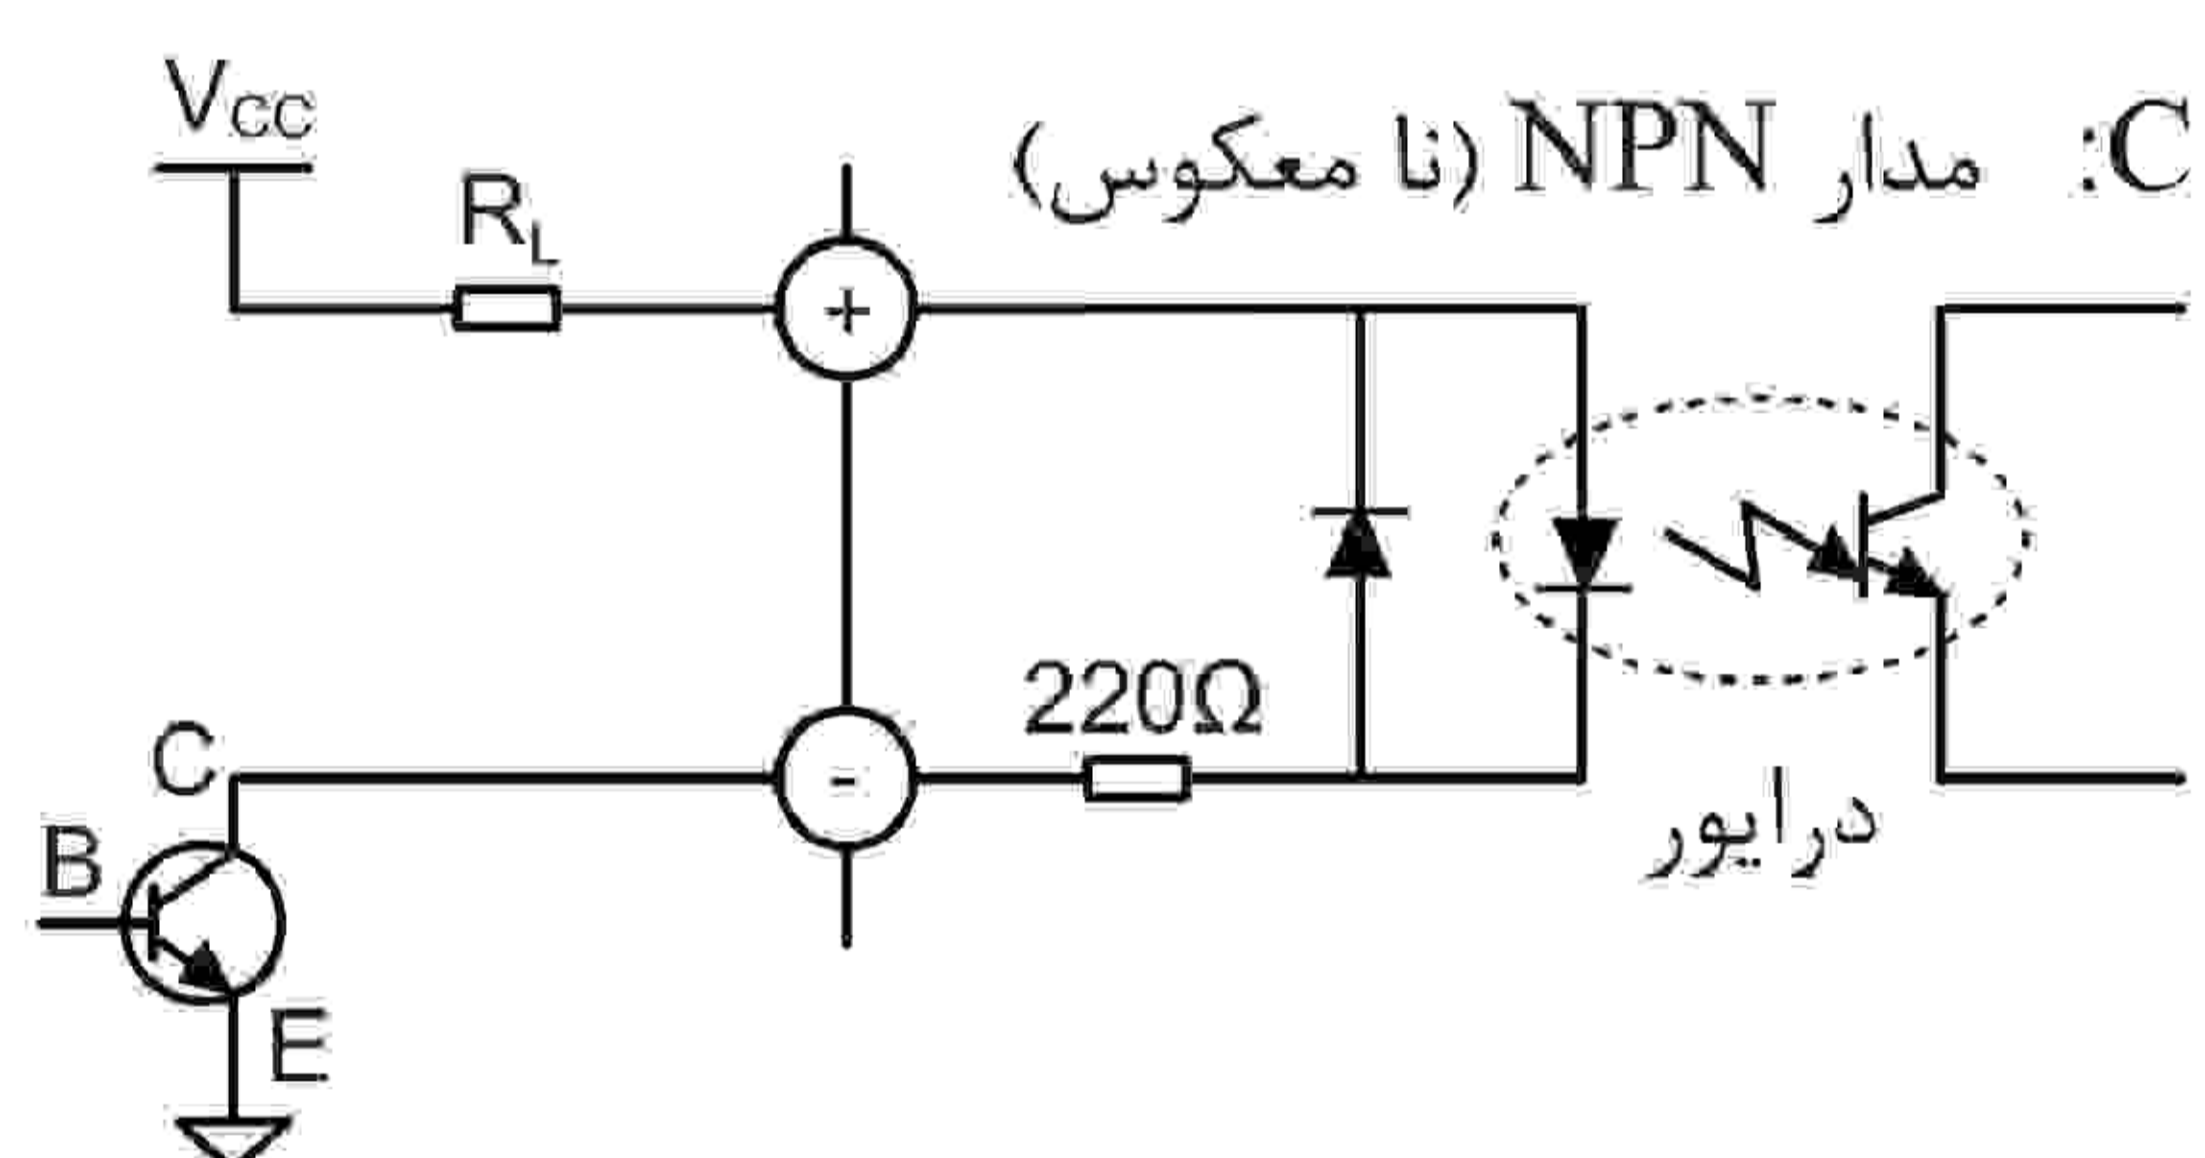 VCC
C: مدار NPN (نا معکوس)
RL
+
220Ω
C
-
درایور
B
E